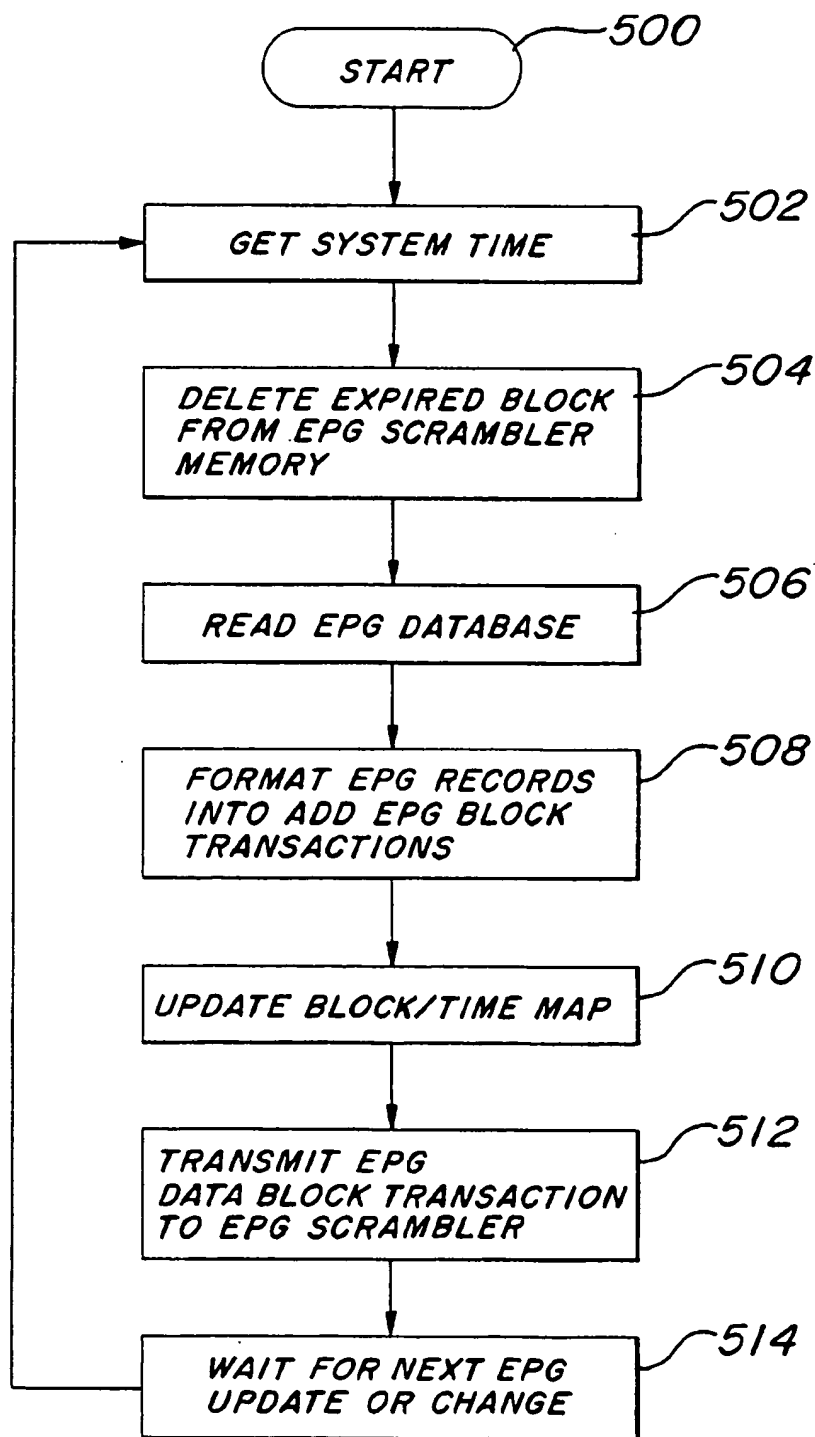 500
START
502
GET SYSTEM TIME
504
DELETE EXPIRED BLOCK
FROM EPG SCRAMBLER
MEMORY
506
READ EPG DATABASE
508
FORMAT EPG RECORDS
INTO ADD EPG BLOCK
TRANSACTIONS
510
UPDATE BLOCK/TIME MAP
512
TRANSMIT EPG
DATA BLOCK TRANSACTION
TO EPG SCRAMBLER
514
WAIT FOR NEXT EPG
UPDATE OR CHANGE